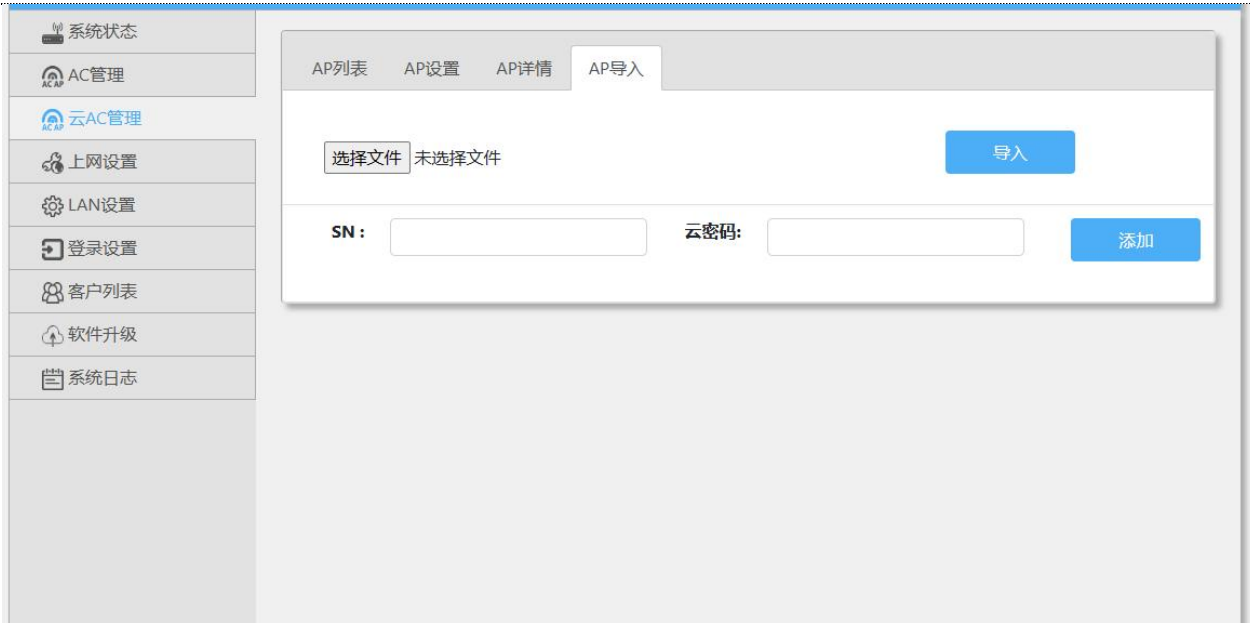 系统状态
AC管理
云AC管理
上网设置
LAN设置
登录设置
客户列表
软件升级
系统日志
AP列表 AP设置 AP详情 AP导入
选择文件 未选择文件 导入
SN： 云密码: 添加